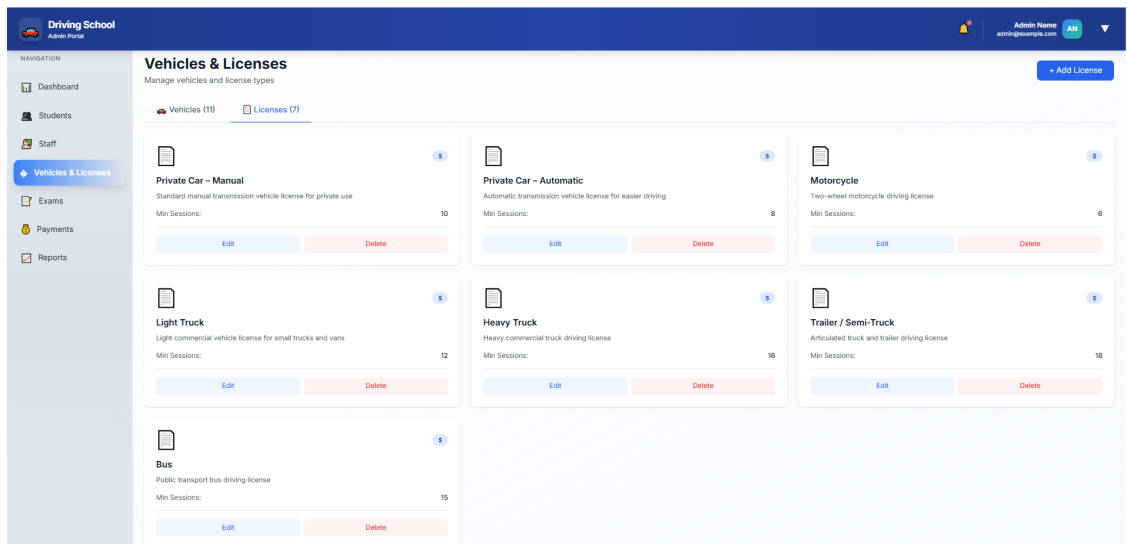 Driving School
Admin Portal
Admin Name
admin@example.com
AN
NAVIGATION
Dashboard
Students
Staff
Vehicles & Licenses
Exams
Payments
Reports
Vehicles & Licenses
Manage vehicles and license types
+ Add License
Vehicles (11)
Licenses (7)
$
Private Car – Manual
Standard manual transmission vehicle license for private use
Min Sessions: 10
Edit Delete
$
Private Car – Automatic
Automatic transmission vehicle license for easier driving
Min Sessions: 8
Edit Delete
$
Motorcycle
Two-wheel motorcycle driving license
Min Sessions: 6
Edit Delete
$
Light Truck
Light commercial vehicle license for small trucks and vans
Min Sessions: 12
Edit Delete
$
Heavy Truck
Heavy commercial truck driving license
Min Sessions: 16
Edit Delete
$
Trailer / Semi-Truck
Articulated truck and trailer driving license
Min Sessions: 18
Edit Delete
$
Bus
Public transport bus driving license
Min Sessions: 15
Edit Delete